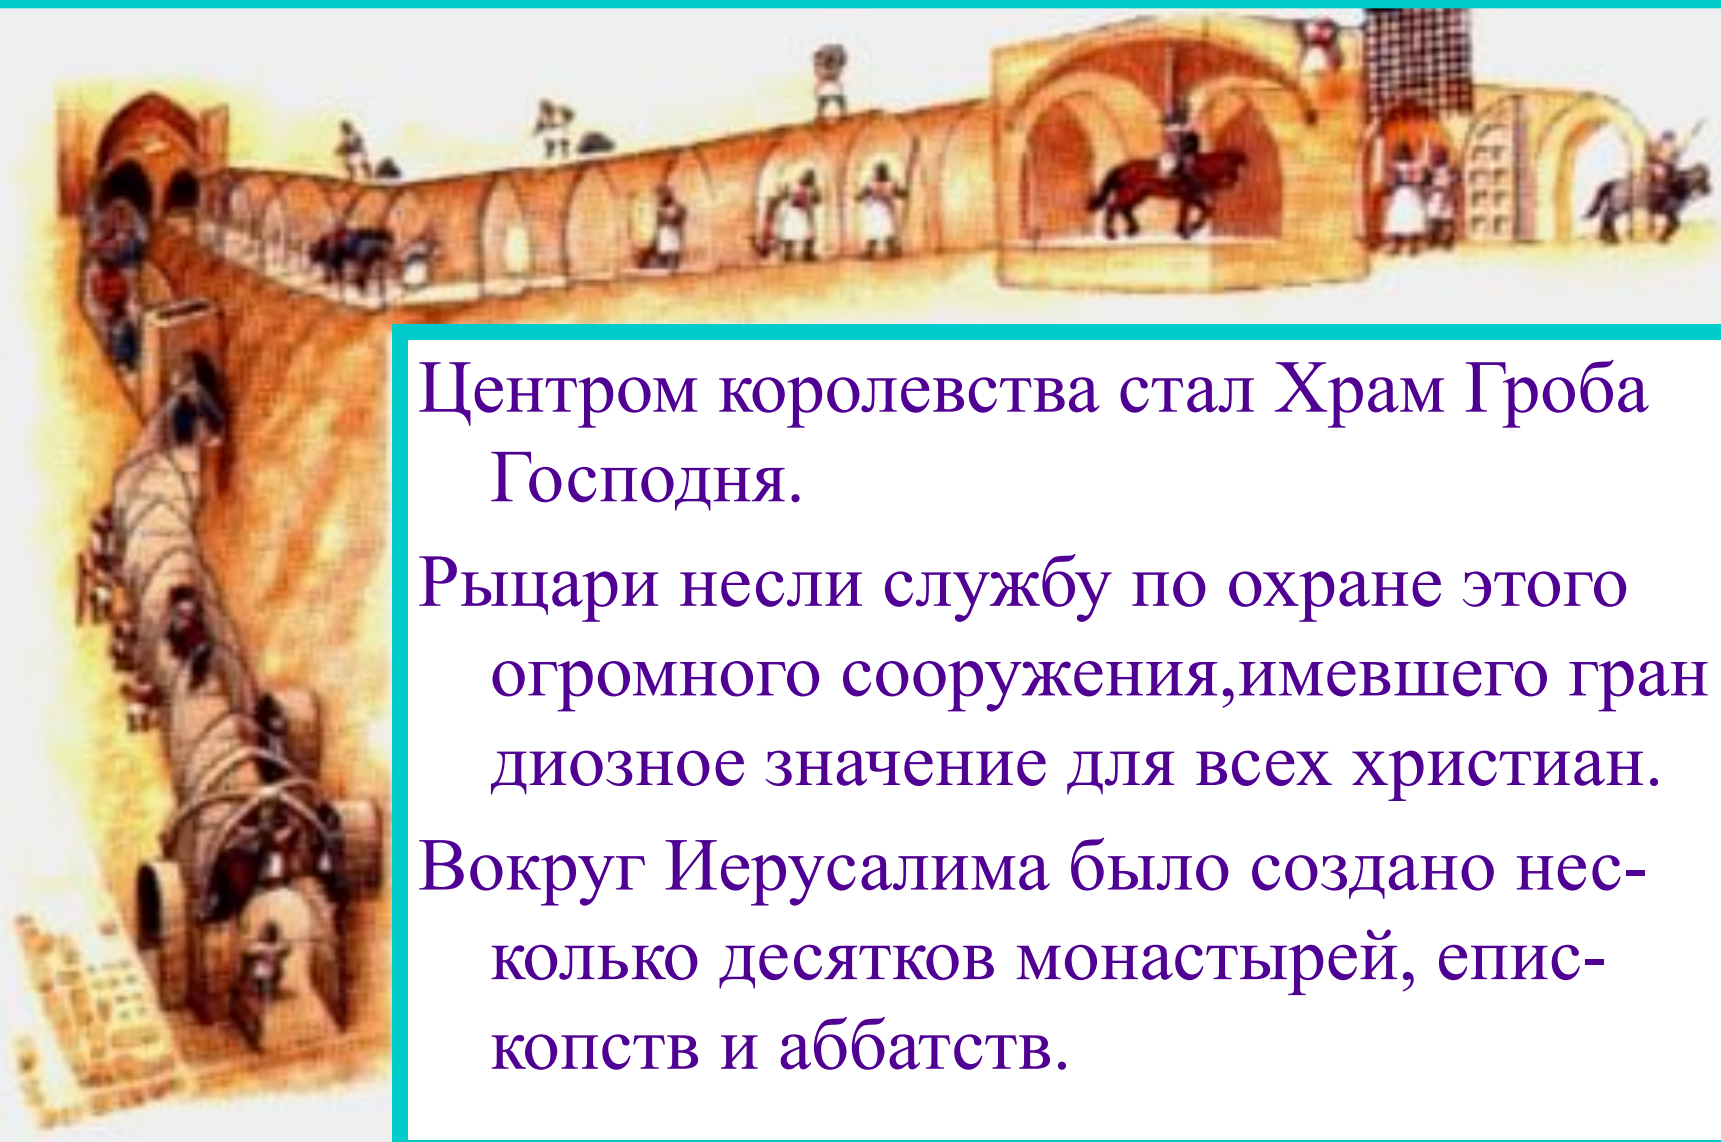 Центром королевства стал Храм Гроба
Господня.
Рыцари несли службу по охране этого
огромного сооружения,имевшего гран
диозное значение для всех христиан.
Вокруг Иерусалима было создано нес-
колько десятков монастырей, епис-
копств и аббатств.